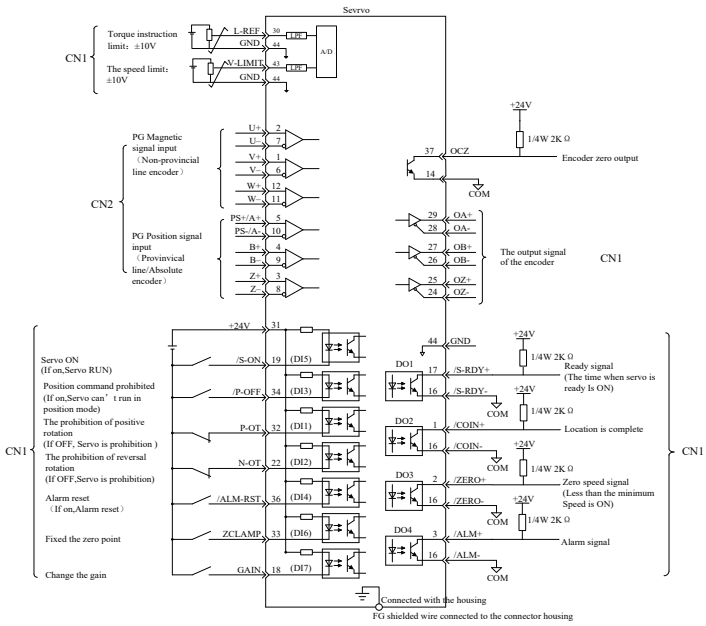 Sevrvo
Torque instruction
limit：±10V
L-REF 30 LPF
GND 44
A/D
CN1
The speed limit：
±10V
V-LIMIT 43 LPF
GND 44
PG Magnetic
signal input
（Non-provincial
line encoder）
U+ 2
U− 7
V+ 1
V− 6
W+ 12
W− 11
CN2
PG Position signal
input
（Provinvical
line/Absolute
encoder）
PS+/A+ 5
PS-/A- 10
B+ 4
B− 9
Z+ 3
Z− 8
+24V
1/4W 2K Ω
37 OCZ
Encoder zero output
14
COM
29 OA+
28 OA-
27 OB+
26 OB-
25 OZ+
24 OZ-
The output signal
of the encoder
CN1
+24V 31
Servo ON
(If on,Servo RUN)
/S-ON 19 (DI5)
Position command prohibited
(If on,Servo can’t run in
position mode)
/P-OFF 34 (DI3)
The prohibition of positive
rotation
(If OFF, Servo is prohibition )
P-OT 32 (DI1)
The prohibition of reversal
rotation
(If OFF,Servo is prohibition)
N-OT 22 (DI2)
CN1
Alarm reset
（If on,Alarm reset）
/ALM-RST 36 (DI4)
Fixed the zero point
ZCLAMP 33 (DI6)
Change the gain
GAIN 18 (DI7)
44 GND
+24V
1/4W 2K Ω
DO1
17 /S-RDY+
16 /S-RDY-
COM
Ready signal
(The time when servo is
ready Is ON)
+24V
1/4W 2K Ω
DO2
1 /COIN+
16 /COIN-
COM
Location is complete
+24V
1/4W 2K Ω
DO3
2 /ZERO+
16 /ZERO-
COM
Zero speed signal
(Less than the minimum
Speed is ON)
+24V
1/4W 2K Ω
DO4
3 /ALM+
16 /ALM-
COM
Alarm signal
CN1
Connected with the housing
FG shielded wire connected to the connector housing